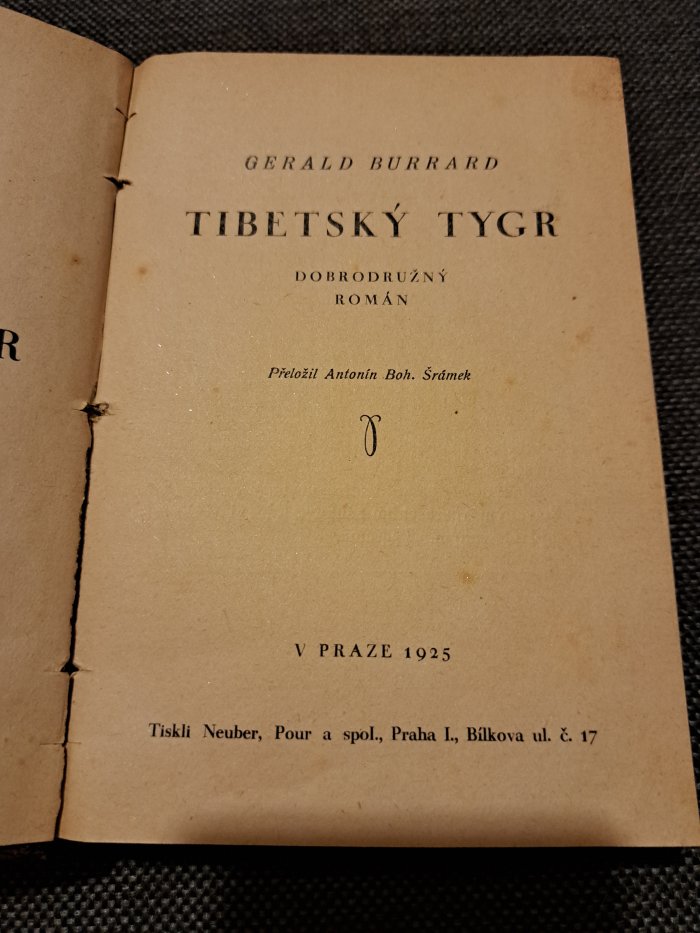 R
GERALD BURRARD
TIBETSKÝ TYGR
DOBRODRUŽNÝ
ROMÁN
Přeložil Antonín Boh. Šrámek
V PRAZE 1925
Tiskli Neuber, Pour a spol., Praha I., Bílkova ul. č. 17